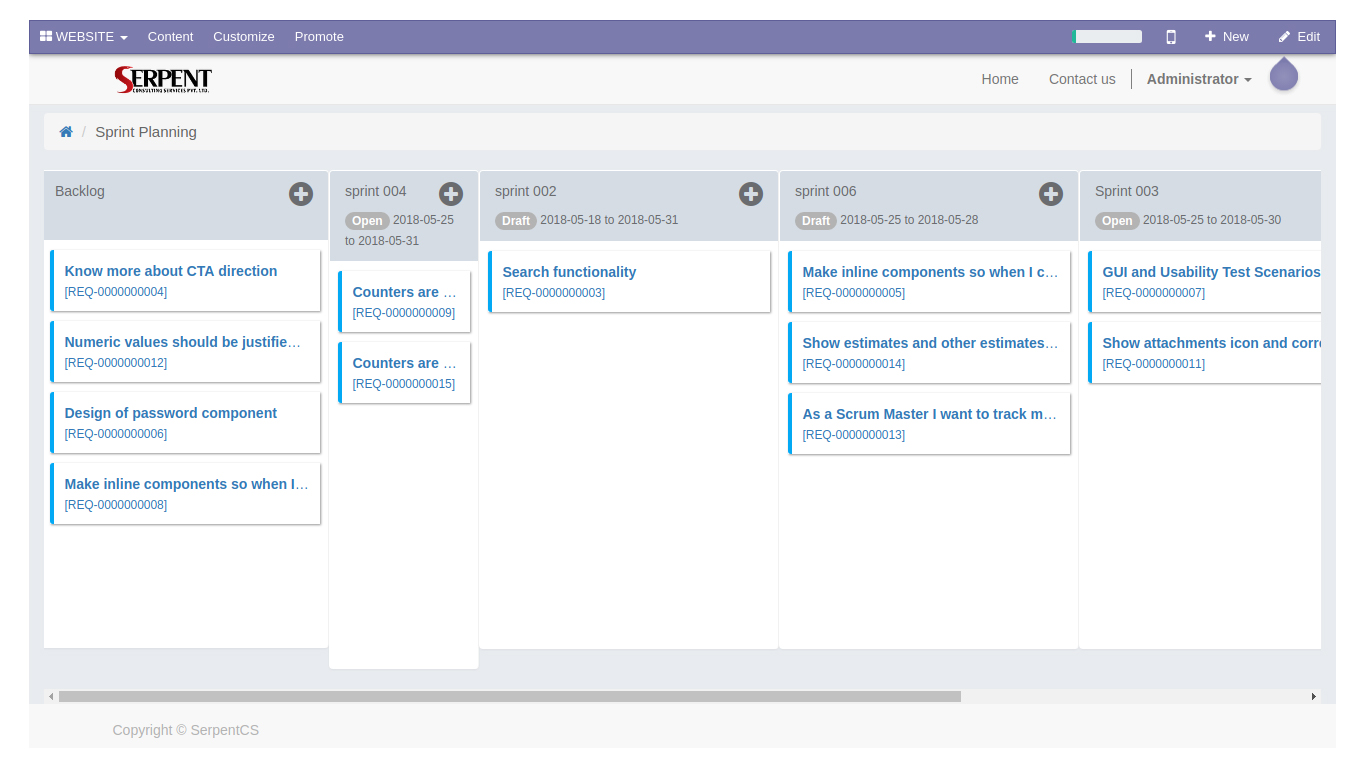 WEBSITE Content Customize Promote New Edit
SERPENT
CONSULTING SERVICES PVT. LTD.
Home Contact us Administrator
/ Sprint Planning
Backlog
Know more about CTA direction
[REQ-0000000004]
Numeric values should be justifie...
[REQ-0000000012]
Design of password component
[REQ-0000000006]
Make inline components so when I...
[REQ-0000000008]
sprint 004
Open 2018-05-25
to 2018-05-31
Counters are ...
[REQ-0000000009]
Counters are ...
[REQ-0000000015]
sprint 002
Draft 2018-05-18 to 2018-05-31
Search functionality
[REQ-0000000003]
sprint 006
Draft 2018-05-25 to 2018-05-28
Make inline components so when I c...
[REQ-0000000005]
Show estimates and other estimates...
[REQ-0000000014]
As a Scrum Master I want to track m...
[REQ-0000000013]
Sprint 003
Open 2018-05-25 to 2018-05-30
GUI and Usability Test Scenarios
[REQ-0000000007]
Show attachments icon and corre
[REQ-0000000011]
Copyright © SerpentCS